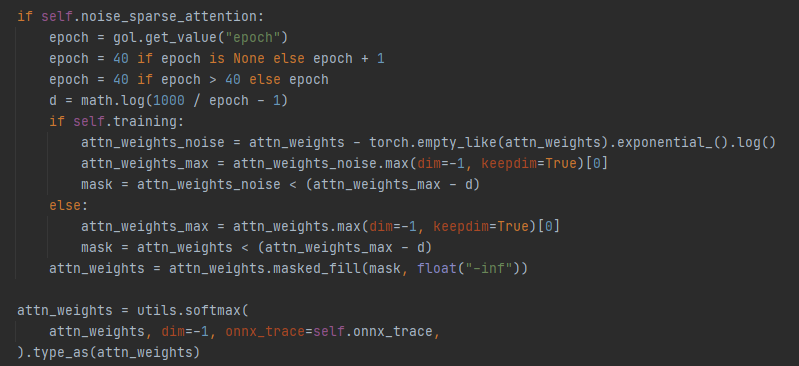 if self.noise_sparse_attention:
    epoch = gol.get_value("epoch")
    epoch = 40 if epoch is None else epoch + 1
    epoch = 40 if epoch > 40 else epoch
    d = math.log(1000 / epoch - 1)
    if self.training:
        attn_weights_noise = attn_weights - torch.empty_like(attn_weights).exponential_().log()
        attn_weights_max = attn_weights_noise.max(dim=-1, keepdim=True)[0]
        mask = attn_weights_noise < (attn_weights_max - d)
    else:
        attn_weights_max = attn_weights.max(dim=-1, keepdim=True)[0]
        mask = attn_weights < (attn_weights_max - d)
    attn_weights = attn_weights.masked_fill(mask, float("-inf"))

attn_weights = utils.softmax(
    attn_weights, dim=-1, onnx_trace=self.onnx_trace,
).type_as(attn_weights)